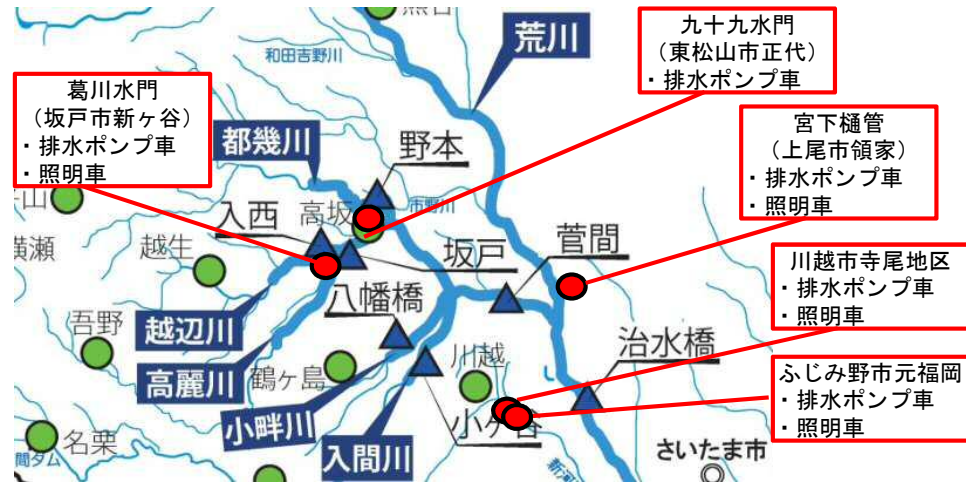 熊谷
和田吉野川
荒川
九十九水門
（東松山市正代）
・排水ポンプ車
葛川水門
（坂戸市新ヶ谷）
・排水ポンプ車
・照明車
宮下樋管
（上尾市領家）
・排水ポンプ車
・照明車
都幾川
野本
市野川
高坂
入西
横瀬
越生
坂戸
菅間
川越市寺尾地区
・排水ポンプ車
・照明車
八幡橋
越辺川
吾野
治水橋
高麗川
鶴ヶ島
川越
ふじみ野市元福岡
・排水ポンプ車
・照明車
小畔川
小ヶ谷
名栗
入間川
さいたま市